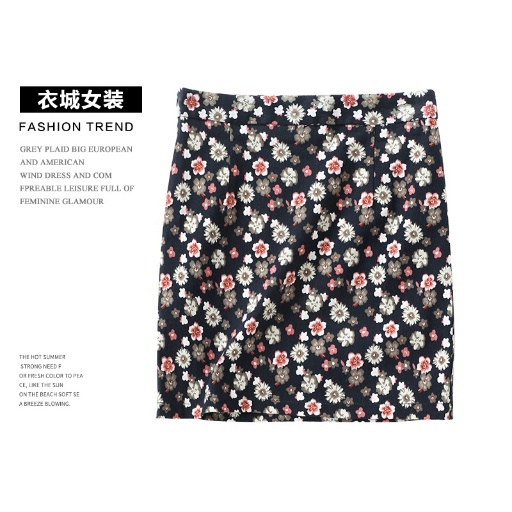 衣城女装
FASHION TREND
GREY PLAID BIG EUROPEAN
AND AMERICAN
WIND DRESS AND COM
FPREABLE LEISURE FULL OF
FEMININE GLAMOUR
THE HOT SUMMER
STRONG NEED F
OR FRESH COLOR TO PEA
CE, LIKE THE SUN
ON THE BEACH SOFT SE
A BREEZE BLOWING.